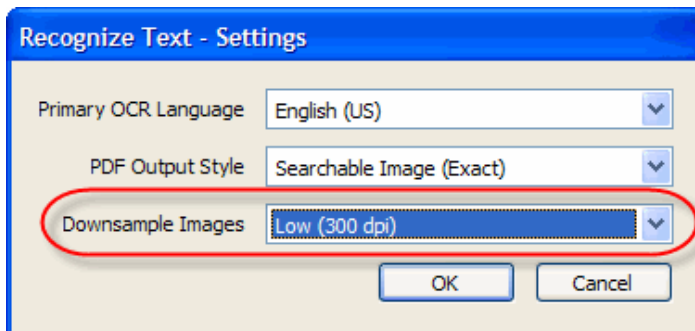 Recognize Text - Settings
Primary OCR Language English (US)
PDF Output Style Searchable Image (Exact)
Downsample Images Low (300 dpi)
OK Cancel